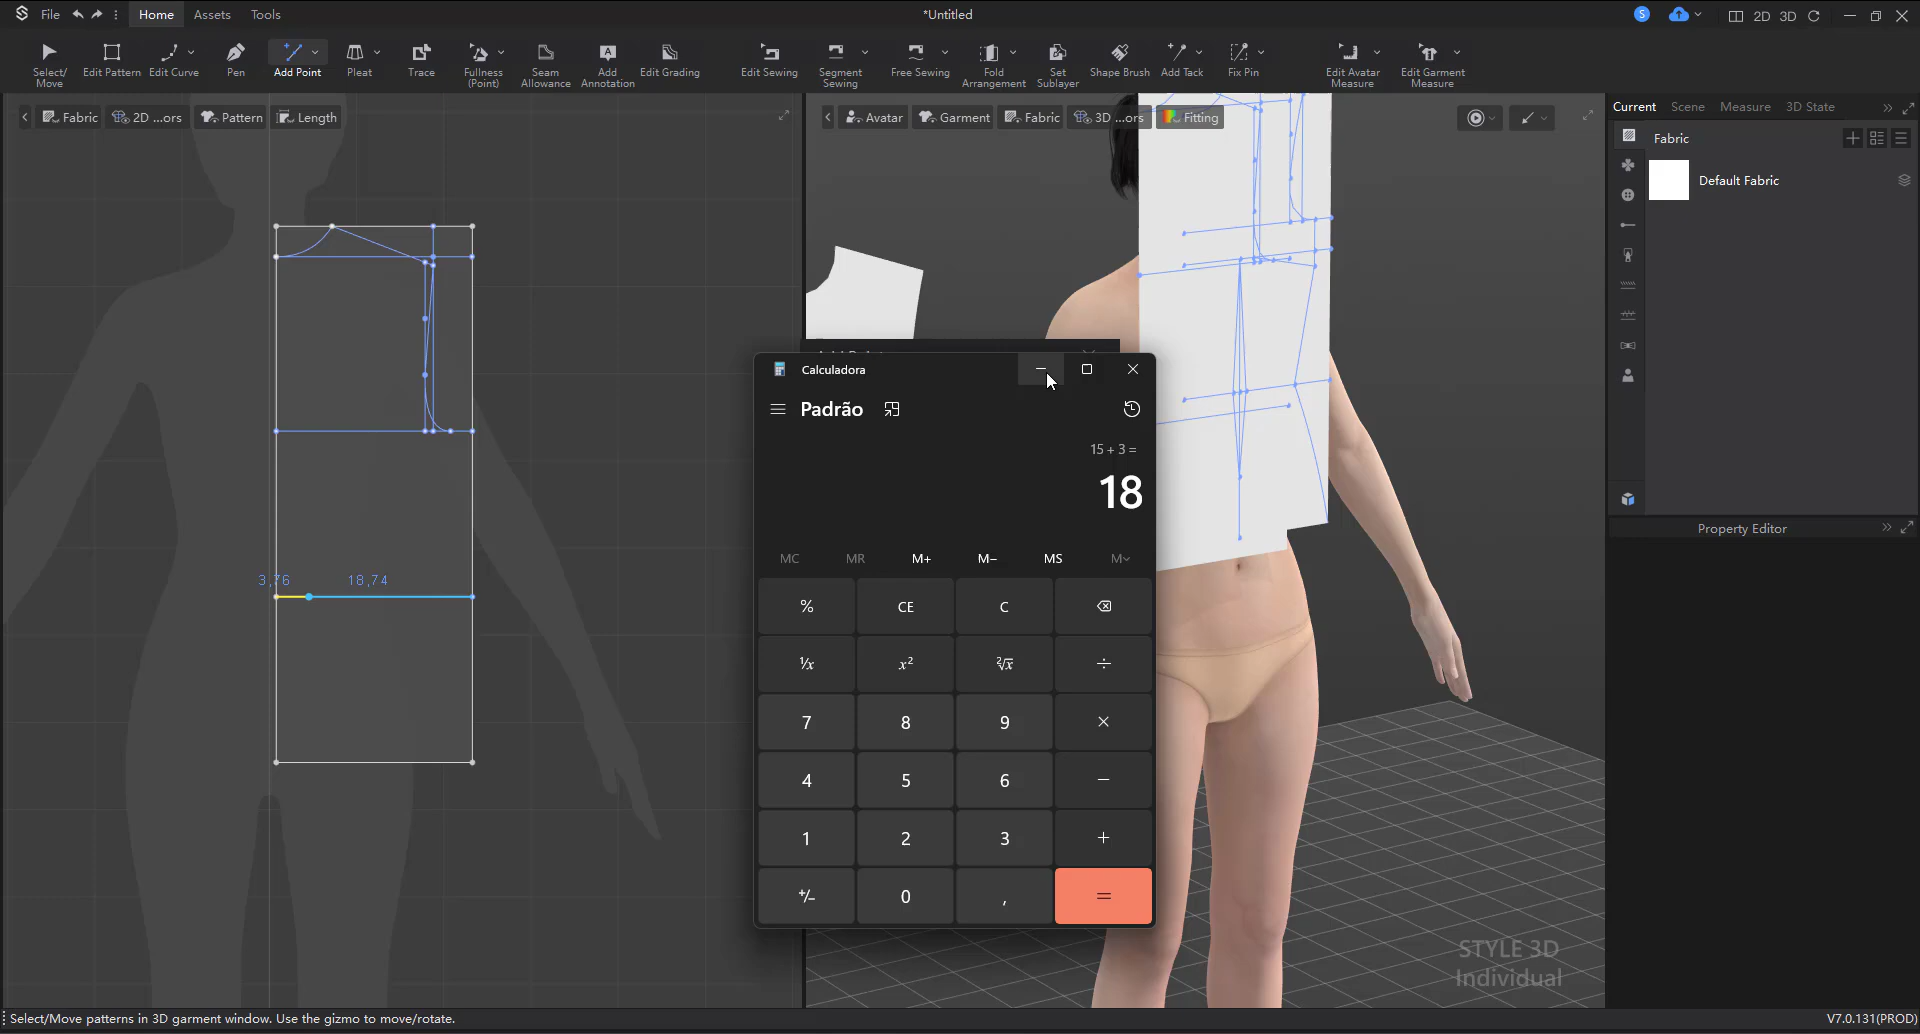 File Home Assets Tools *Untitled S 2D 3D
Select/Move Edit Pattern Edit Curve Pen Add Point Pleat Trace Fullness (Point) Seam Allowance Add Annotation Edit Grading Edit Sewing Segment Sewing Free Sewing Fold Arrangement Set Sublayer Shape Brush Add Tack Fix Pin Edit Avatar Measure Edit Garment Measure
Fabric 2D ...ors Pattern Length
Avatar Garment Fabric 3D ...ors Fitting
Current Scene Measure 3D State
Fabric
Default Fabric
Property Editor
3,76 18,74
Calculadora
Padrão
15 + 3 =
18
MC MR M+ M− MS M˅
% CE C
⅟x x² ²√x ÷
7 8 9 ×
4 5 6 −
1 2 3 +
+/− 0 , =
STYLE 3D
Individual
Select/Move patterns in 3D garment window. Use the gizmo to move/rotate. V7.0.131(PROD)